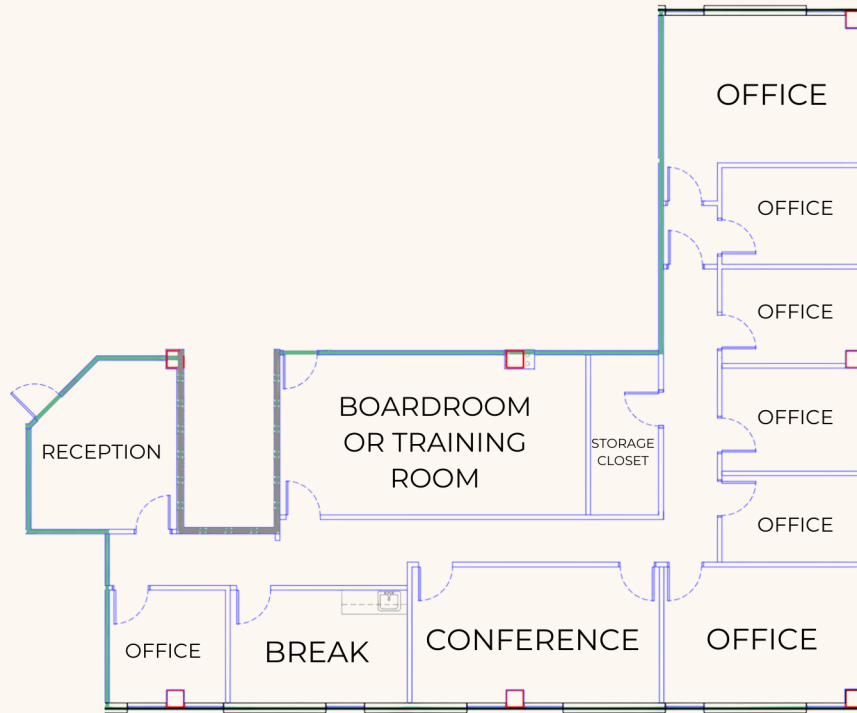 OFFICE
OFFICE
OFFICE
BOARDROOM
OR TRAINING
ROOM
STORAGE
CLOSET
OFFICE
RECEPTION
OFFICE
OFFICE
BREAK
CONFERENCE
OFFICE